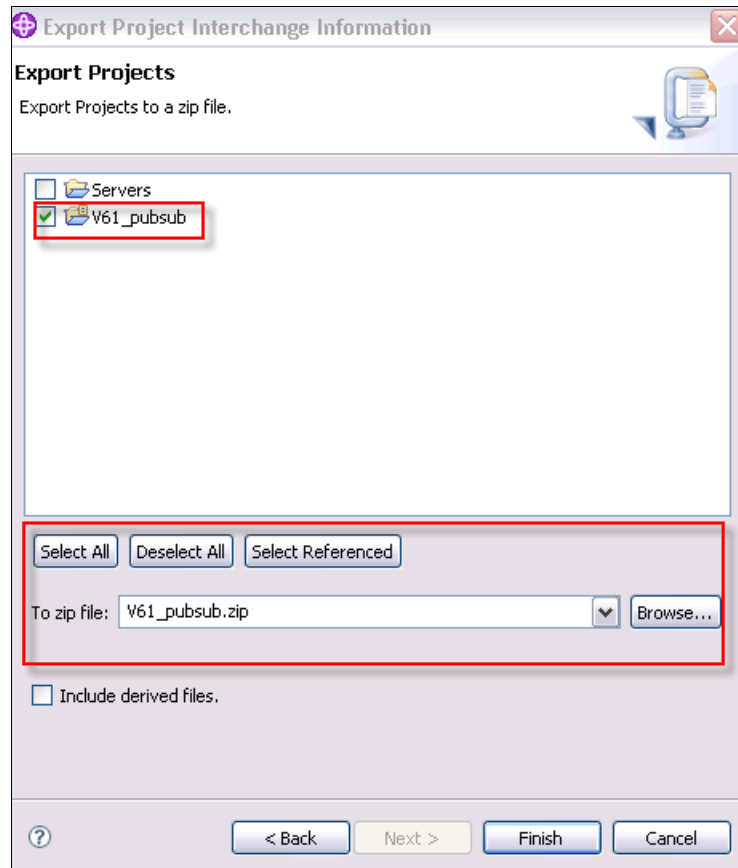 Export Project Interchange Information
Export Projects
Export Projects to a zip file.
Servers
V61_pubsub
Select All Deselect All Select Referenced
To zip file: V61_pubsub.zip Browse...
Include derived files.
? < Back Next > Finish Cancel